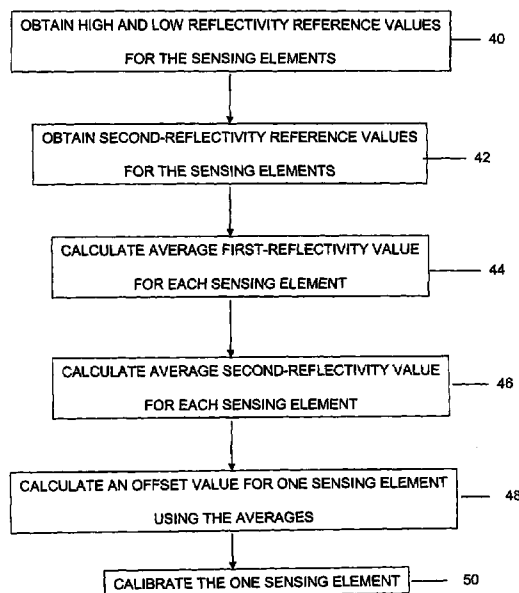 OBTAIN HIGH AND LOW REFLECTIVITY REFERENCE VALUES
FOR THE SENSING ELEMENTS
40
OBTAIN SECOND-REFLECTIVITY REFERENCE VALUES
FOR THE SENSING ELEMENTS
42
CALCULATE AVERAGE FIRST-REFLECTIVITY VALUE
FOR EACH SENSING ELEMENT
44
CALCULATE AVERAGE SECOND-REFLECTIVITY VALUE
FOR EACH SENSING ELEMENT
46
CALCULATE AN OFFSET VALUE FOR ONE SENSING ELEMENT
USING THE AVERAGES
48
CALIBRATE THE ONE SENSING ELEMENT
50